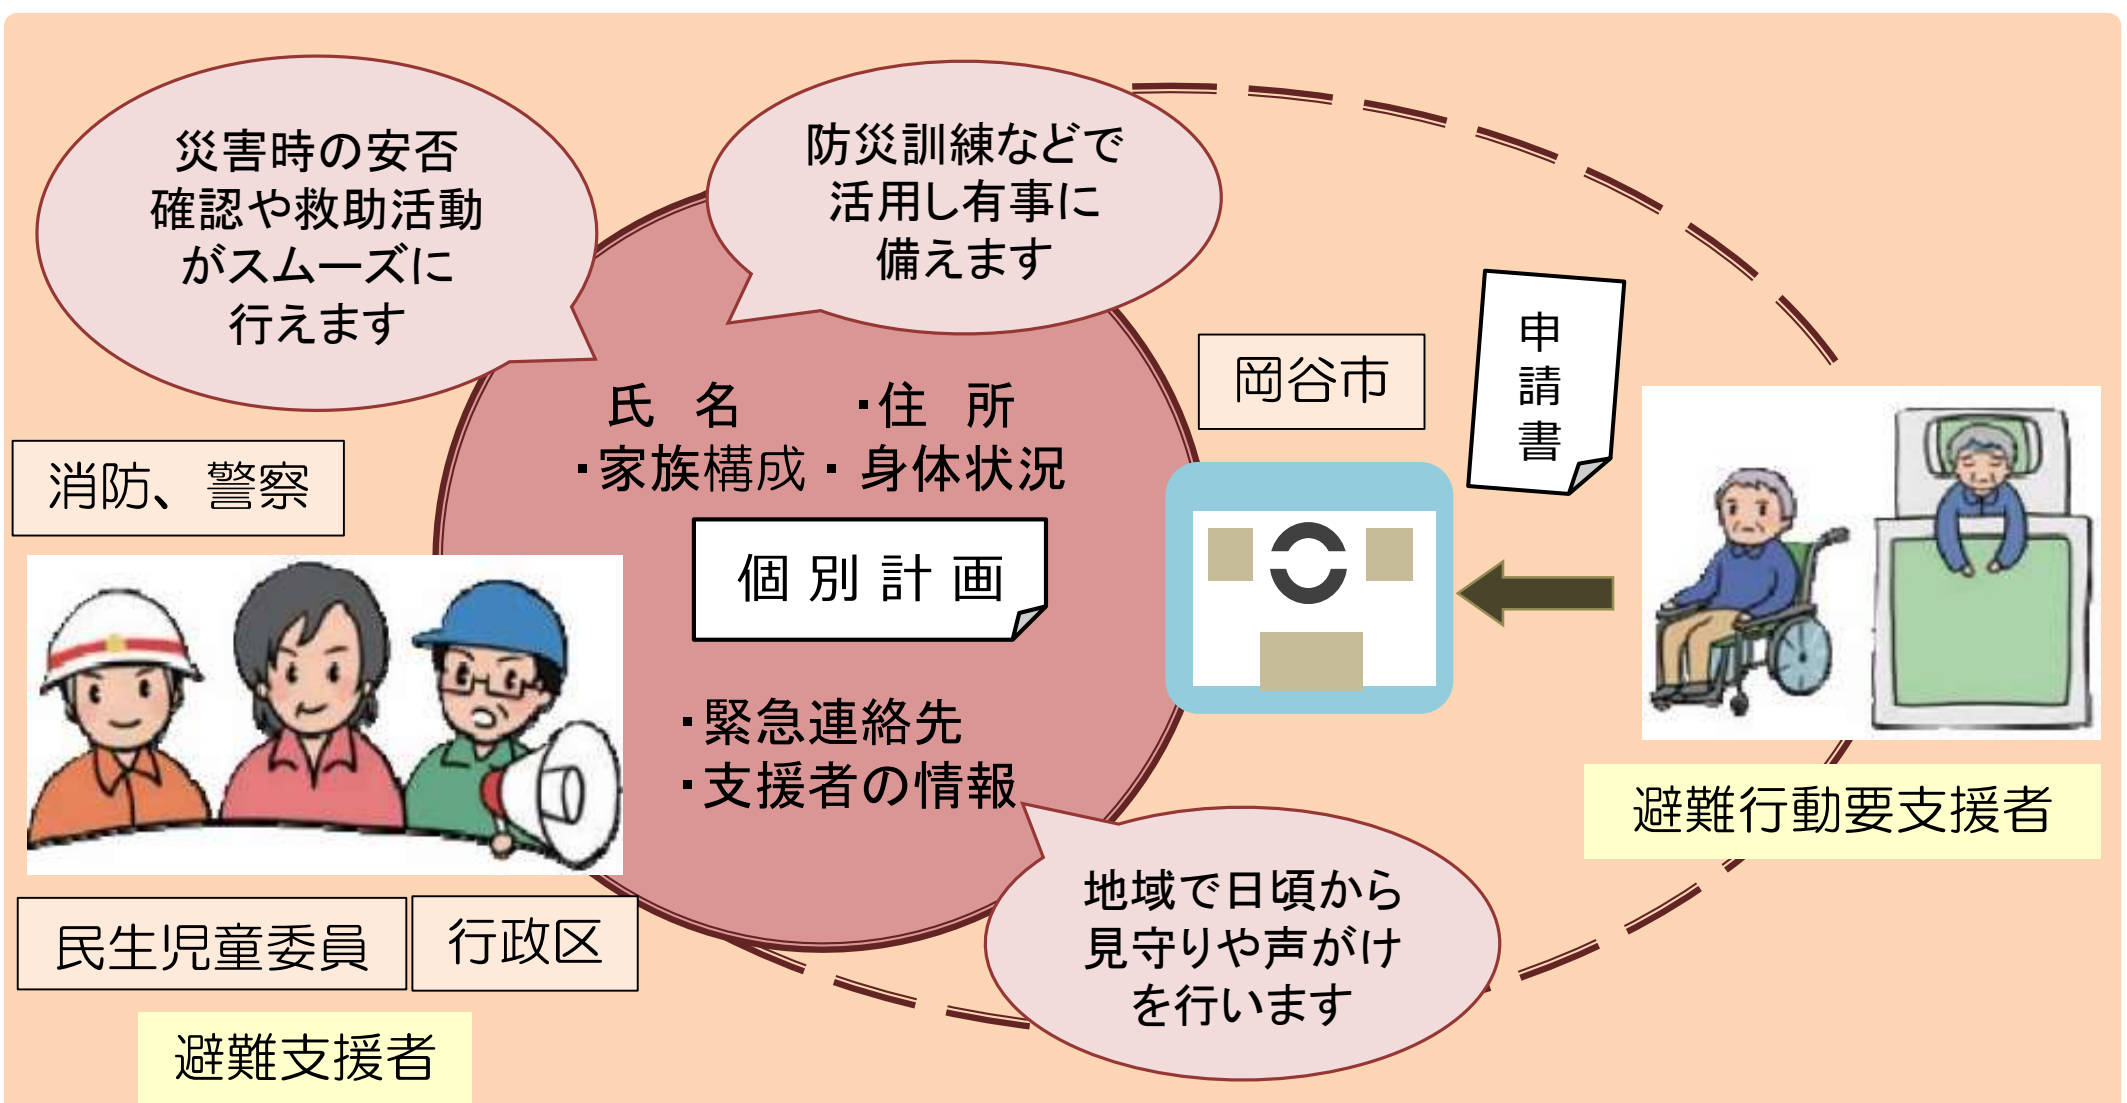 災害時の安否
確認や救助活動
がスムーズに
行えます
防災訓練などで
活用し有事に
備えます
氏　名　　・住　所
・家族構成・身体状況
個別計画
・緊急連絡先
・支援者の情報
岡谷市
申請書
消防、警察
民生児童委員
行政区
避難支援者
地域で日頃から
見守りや声がけ
を行います
避難行動要支援者